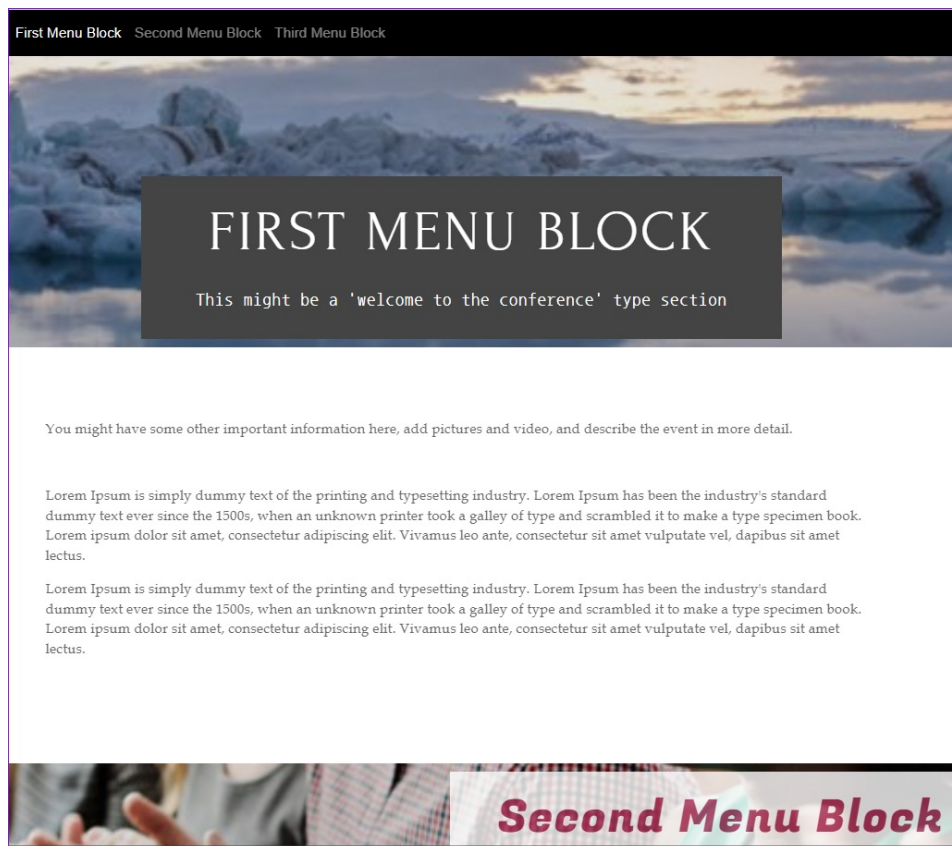 First Menu Block Second Menu Block Third Menu Block
FIRST MENU BLOCK
This might be a 'welcome to the conference' type section
You might have some other important information here, add pictures and video, and describe the event in more detail.
Lorem Ipsum is simply dummy text of the printing and typesetting industry. Lorem Ipsum has been the industry's standard
dummy text ever since the 1500s, when an unknown printer took a galley of type and scrambled it to make a type specimen book.
Lorem ipsum dolor sit amet, consectetur adipiscing elit. Vivamus leo ante, consectetur sit amet vulputate vel, dapibus sit amet
lectus.
Lorem Ipsum is simply dummy text of the printing and typesetting industry. Lorem Ipsum has been the industry's standard
dummy text ever since the 1500s, when an unknown printer took a galley of type and scrambled it to make a type specimen book.
Lorem ipsum dolor sit amet, consectetur adipiscing elit. Vivamus leo ante, consectetur sit amet vulputate vel, dapibus sit amet
lectus.
Second Menu Block